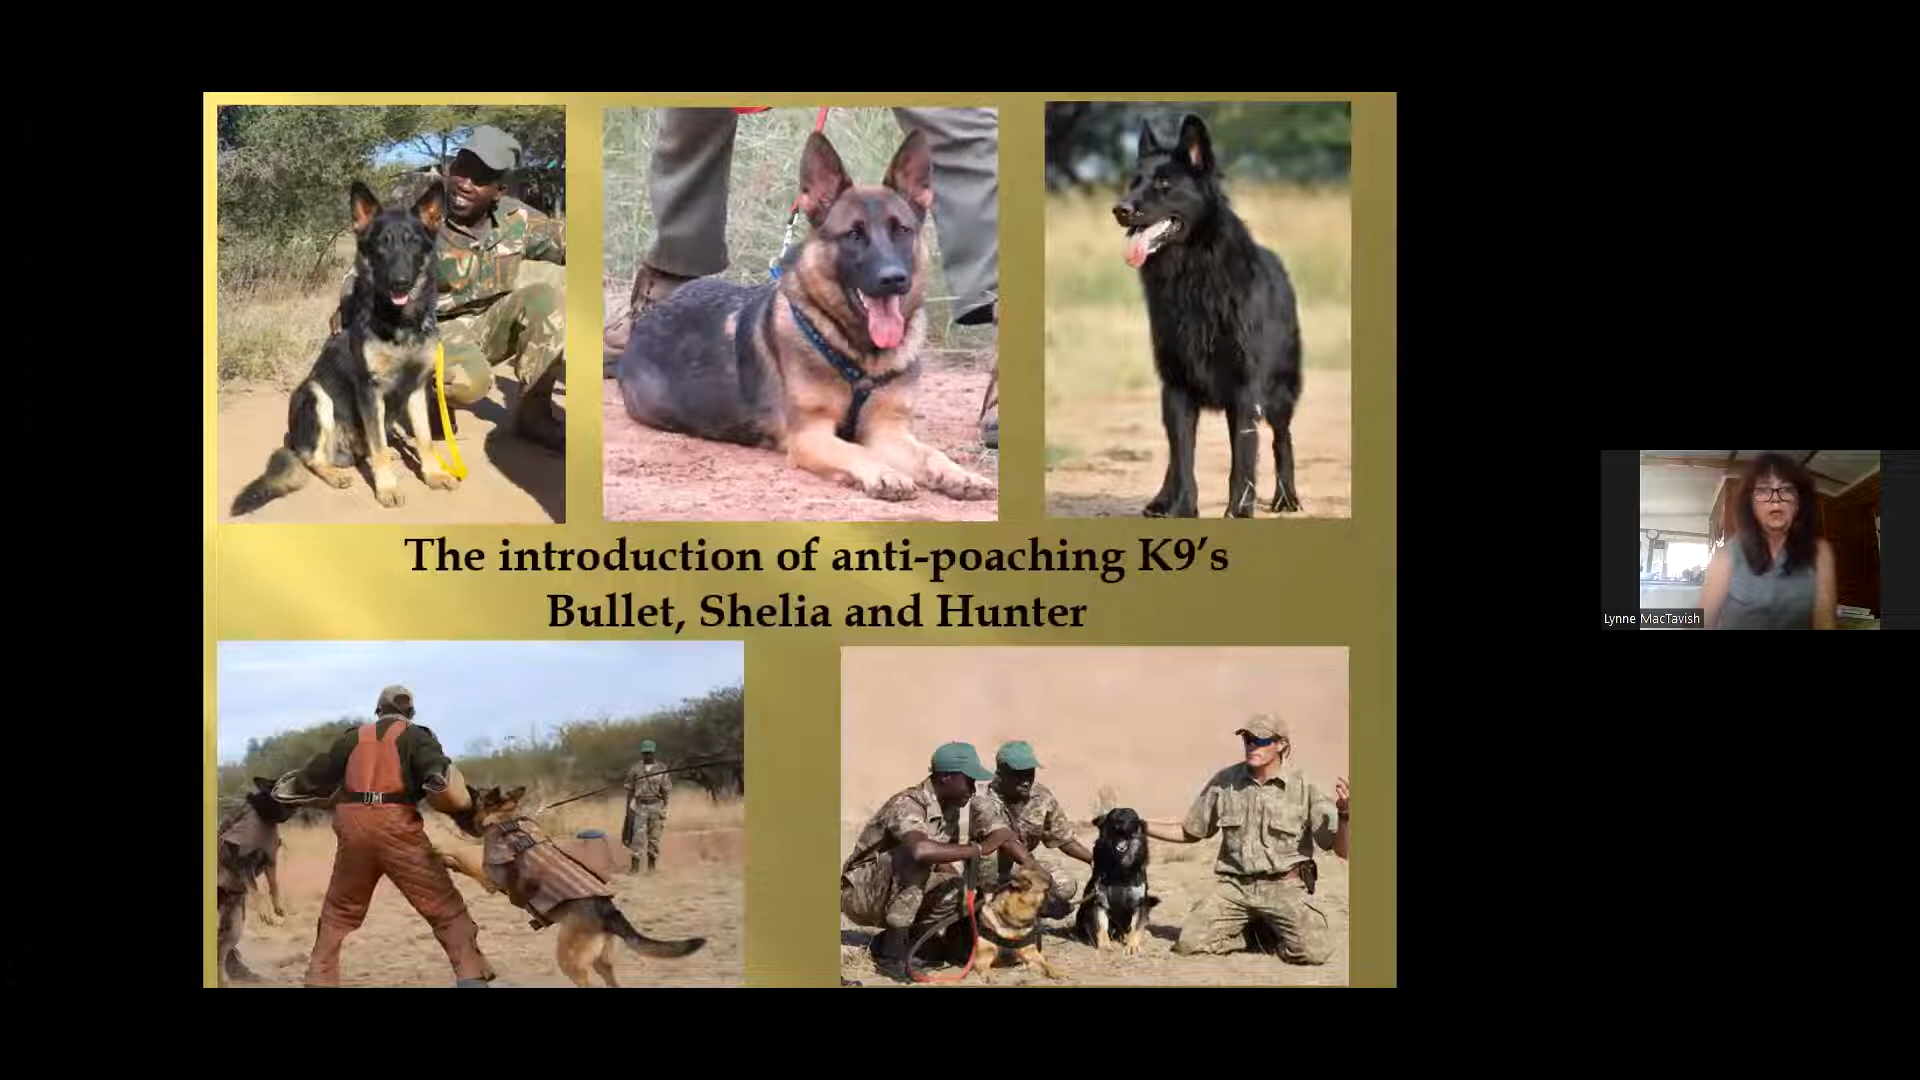 The introduction of anti-poaching K9’s
Bullet, Shelia and Hunter
Lynne MacTavish